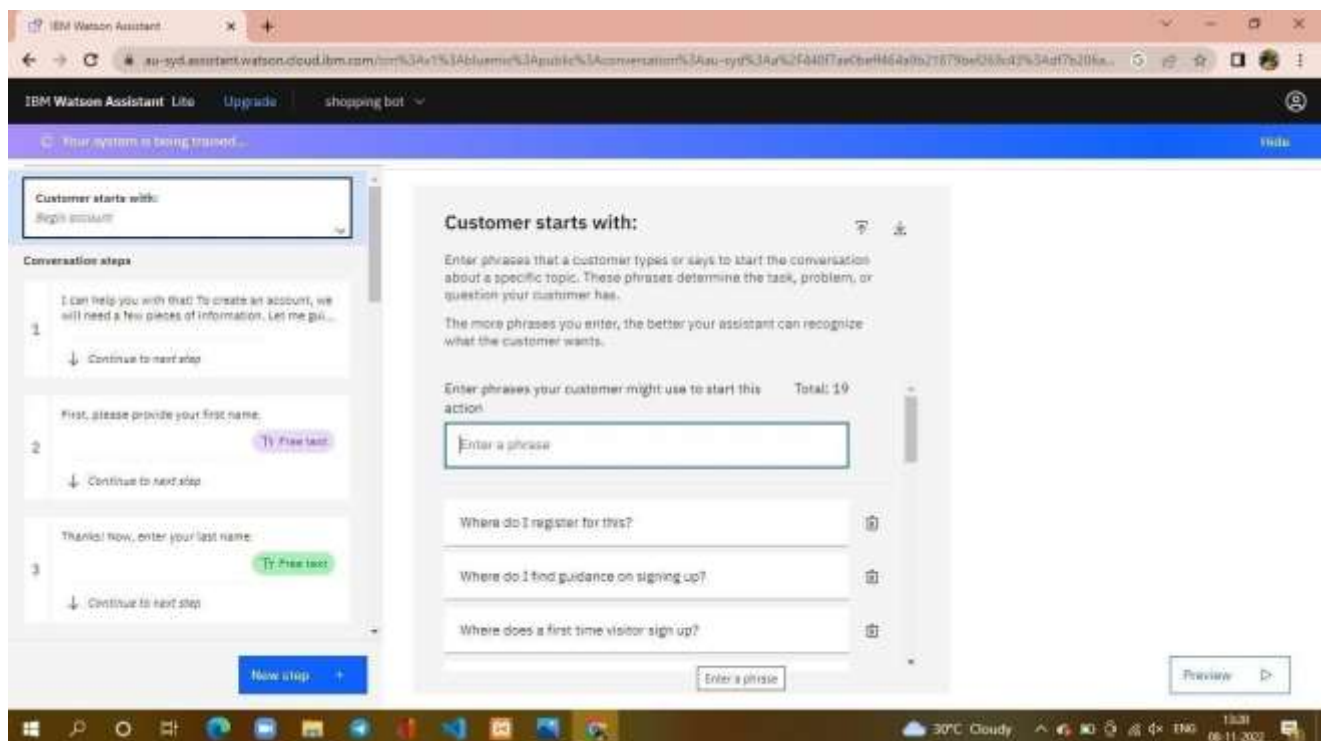 IBM Watson Assistant
IBM Watson Assistant Lite Upgrade shopping bot
Your system is being trained...
Hide
Customer starts with:
Begin account
Conversation steps
1
I can help you with that! To create an account, we
will need a few pieces of information. Let me gui...
Continue to next step
2
First, please provide your first name.
Free text
Continue to next step
3
Thanks! Now, enter your last name.
Free text
Continue to next step
New step +
Customer starts with:
Enter phrases that a customer types or says to start the conversation
about a specific topic. These phrases determine the task, problem, or
question your customer has.
The more phrases you enter, the better your assistant can recognize
what the customer wants.
Enter phrases your customer might use to start this
action
Total: 19
Enter a phrase
Where do I register for this?
Where do I find guidance on signing up?
Where does a first time visitor sign up?
Enter a phrase
Preview
30°C Cloudy
ENG
08-11-2022